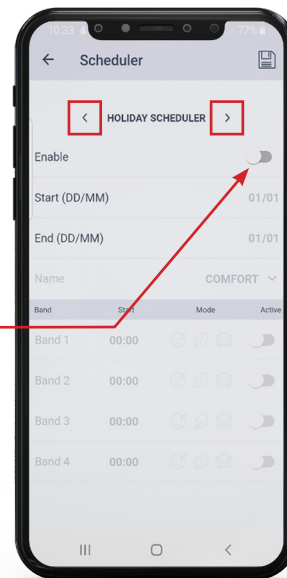 10.33
77%
Scheduler
HOLIDAY SCHEDULER
Enable
Start (DD/MM) 01/01
End (DD/MM) 01/01
Name COMFORT
Band Start Mode Active
Band 1 00:00
Band 2 00:00
Band 3 00:00
Band 4 00:00